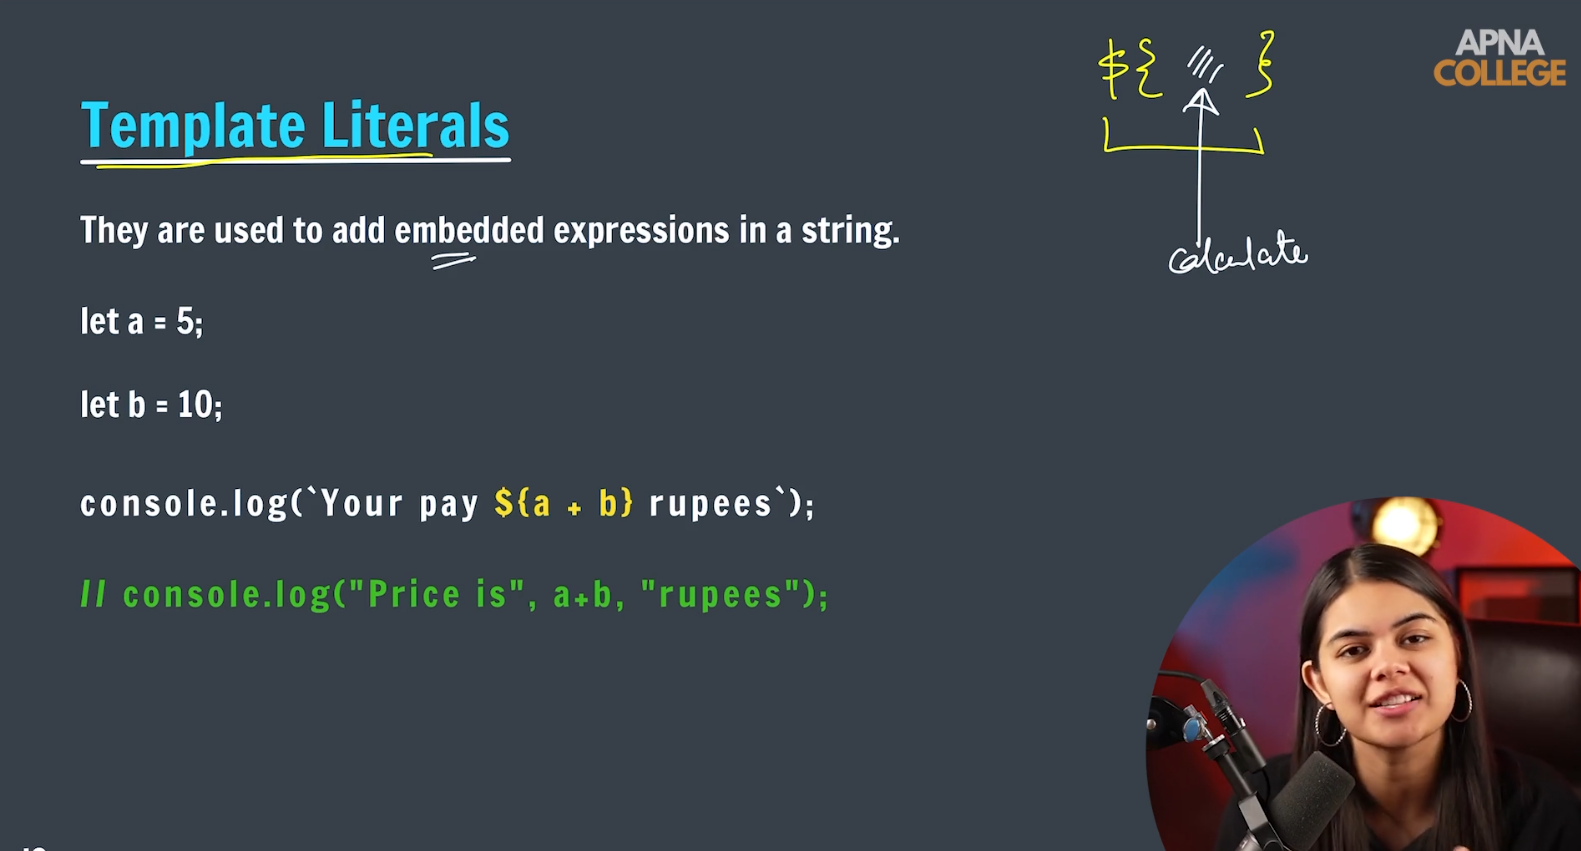 ${ }
APNA
COLLEGE
Template Literals
calculate
They are used to add embedded expressions in a string.
let a = 5;
let b = 10;
console.log(`Your pay ${a + b} rupees`);
// console.log("Price is", a+b, "rupees");